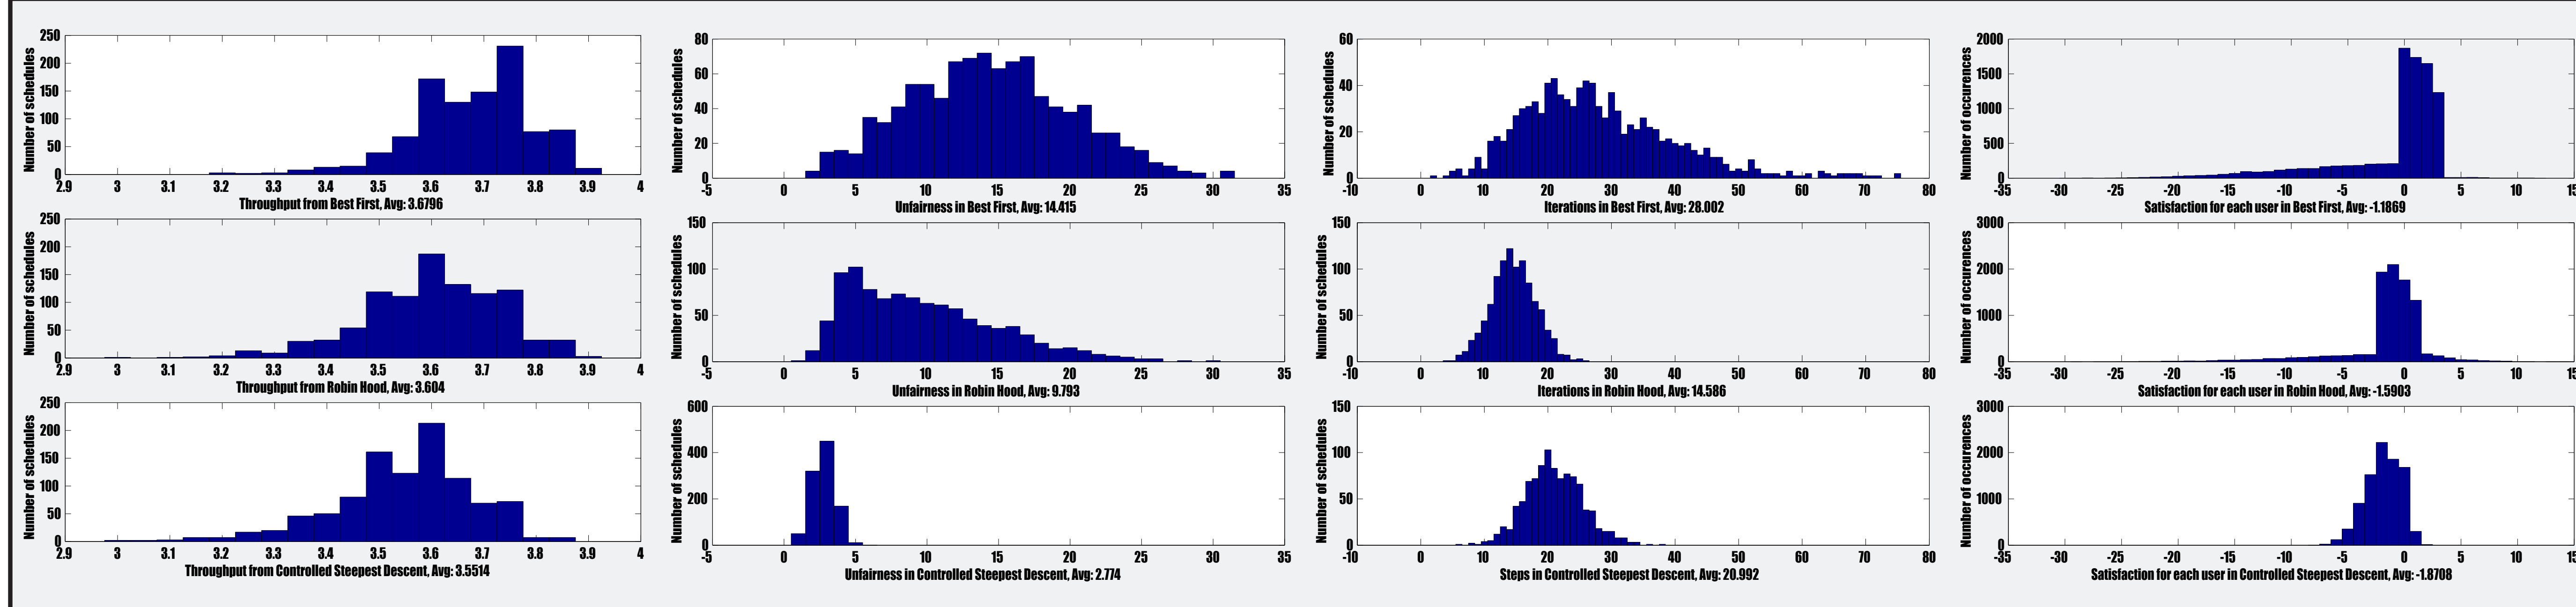 Number of schedules
250
200
150
100
50
0
2.9 3 3.1 3.2 3.3 3.4 3.5 3.6 3.7 3.8 3.9 4
Throughput from Best First, Avg: 3.6796
Number of schedules
80
60
40
20
0
-5 0 5 10 15 20 25 30 35
Unfairness in Best First, Avg: 14.415
Number of schedules
60
40
20
0
-10 0 10 20 30 40 50 60 70 80
Iterations in Best First, Avg: 28.002
Number of occurences
2000
1500
1000
500
0
-35 -30 -25 -20 -15 -10 -5 0 5 10 15
Satisfaction for each user in Best First, Avg: -1.1869
Number of schedules
250
200
150
100
50
0
2.9 3 3.1 3.2 3.3 3.4 3.5 3.6 3.7 3.8 3.9 4
Throughput from Robin Hood, Avg: 3.604
Number of schedules
150
100
50
0
-5 0 5 10 15 20 25 30 35
Unfairness in Robin Hood, Avg: 9.793
Number of schedules
150
100
50
0
-10 0 10 20 30 40 50 60 70 80
Iterations in Robin Hood, Avg: 14.586
Number of occurences
3000
2000
1000
0
-35 -30 -25 -20 -15 -10 -5 0 5 10 15
Satisfaction for each user in Robin Hood, Avg: -1.5903
Number of schedules
250
200
150
100
50
0
2.9 3 3.1 3.2 3.3 3.4 3.5 3.6 3.7 3.8 3.9 4
Throughput from Controlled Steepest Descent, Avg: 3.5514
Number of schedules
600
400
200
0
-5 0 5 10 15 20 25 30 35
Unfairness in Controlled Steepest Descent, Avg: 2.774
Number of schedules
150
100
50
0
-10 0 10 20 30 40 50 60 70 80
Steps in Controlled Steepest Descent, Avg: 20.992
Number of occurences
3000
2000
1000
0
-35 -30 -25 -20 -15 -10 -5 0 5 10 15
Satisfaction for each user in Controlled Steepest Descent, Avg: -1.8708